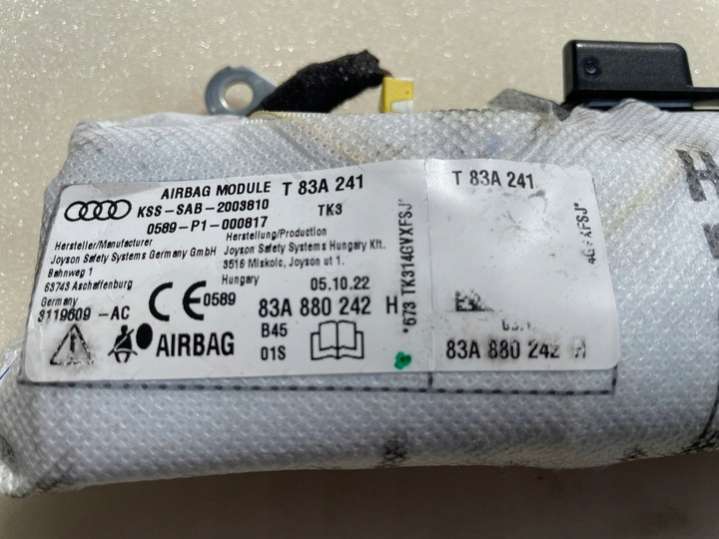 AIRBAG MODULE T 83A 241
KSS-SAB-2003810 TK3
0589-P1-000817
Hersteller/Manufacturer
Joyson Safety Systems Germany GmbH
Bahnweg 1
63743 Aschaffenburg
Germany
Herstellung/Production
Joyson Safety Systems Hungary Kft.
3516 Miskolc, Joyson ut 1.
Hungary
3119609 -AC
CE 0589
05.10.22
83A 880 242 H
B45
01S
AIRBAG
*673 TK314GVXFSJ*
T 83A 241
83A 880 242 H